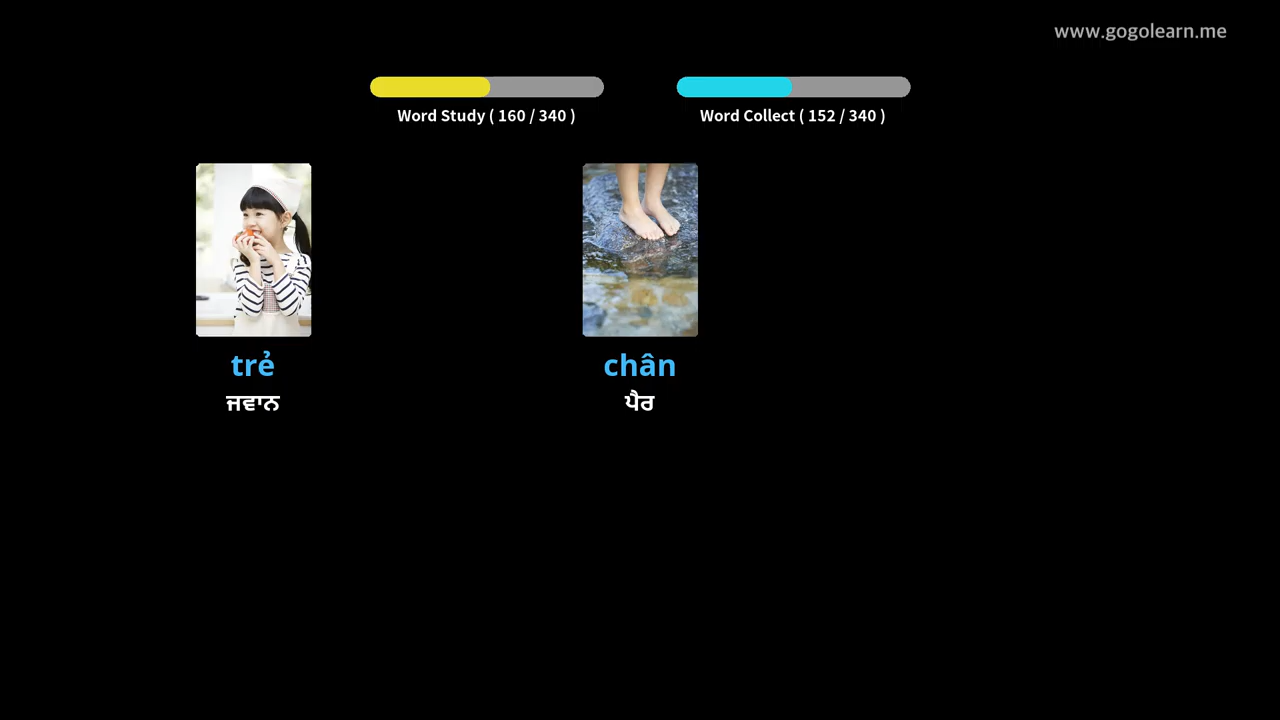 www.gogolearn.me
Word Study ( 160 / 340 )
Word Collect ( 152 / 340 )
trẻ
ਜਵਾਨ
chân
ਪੈਰ